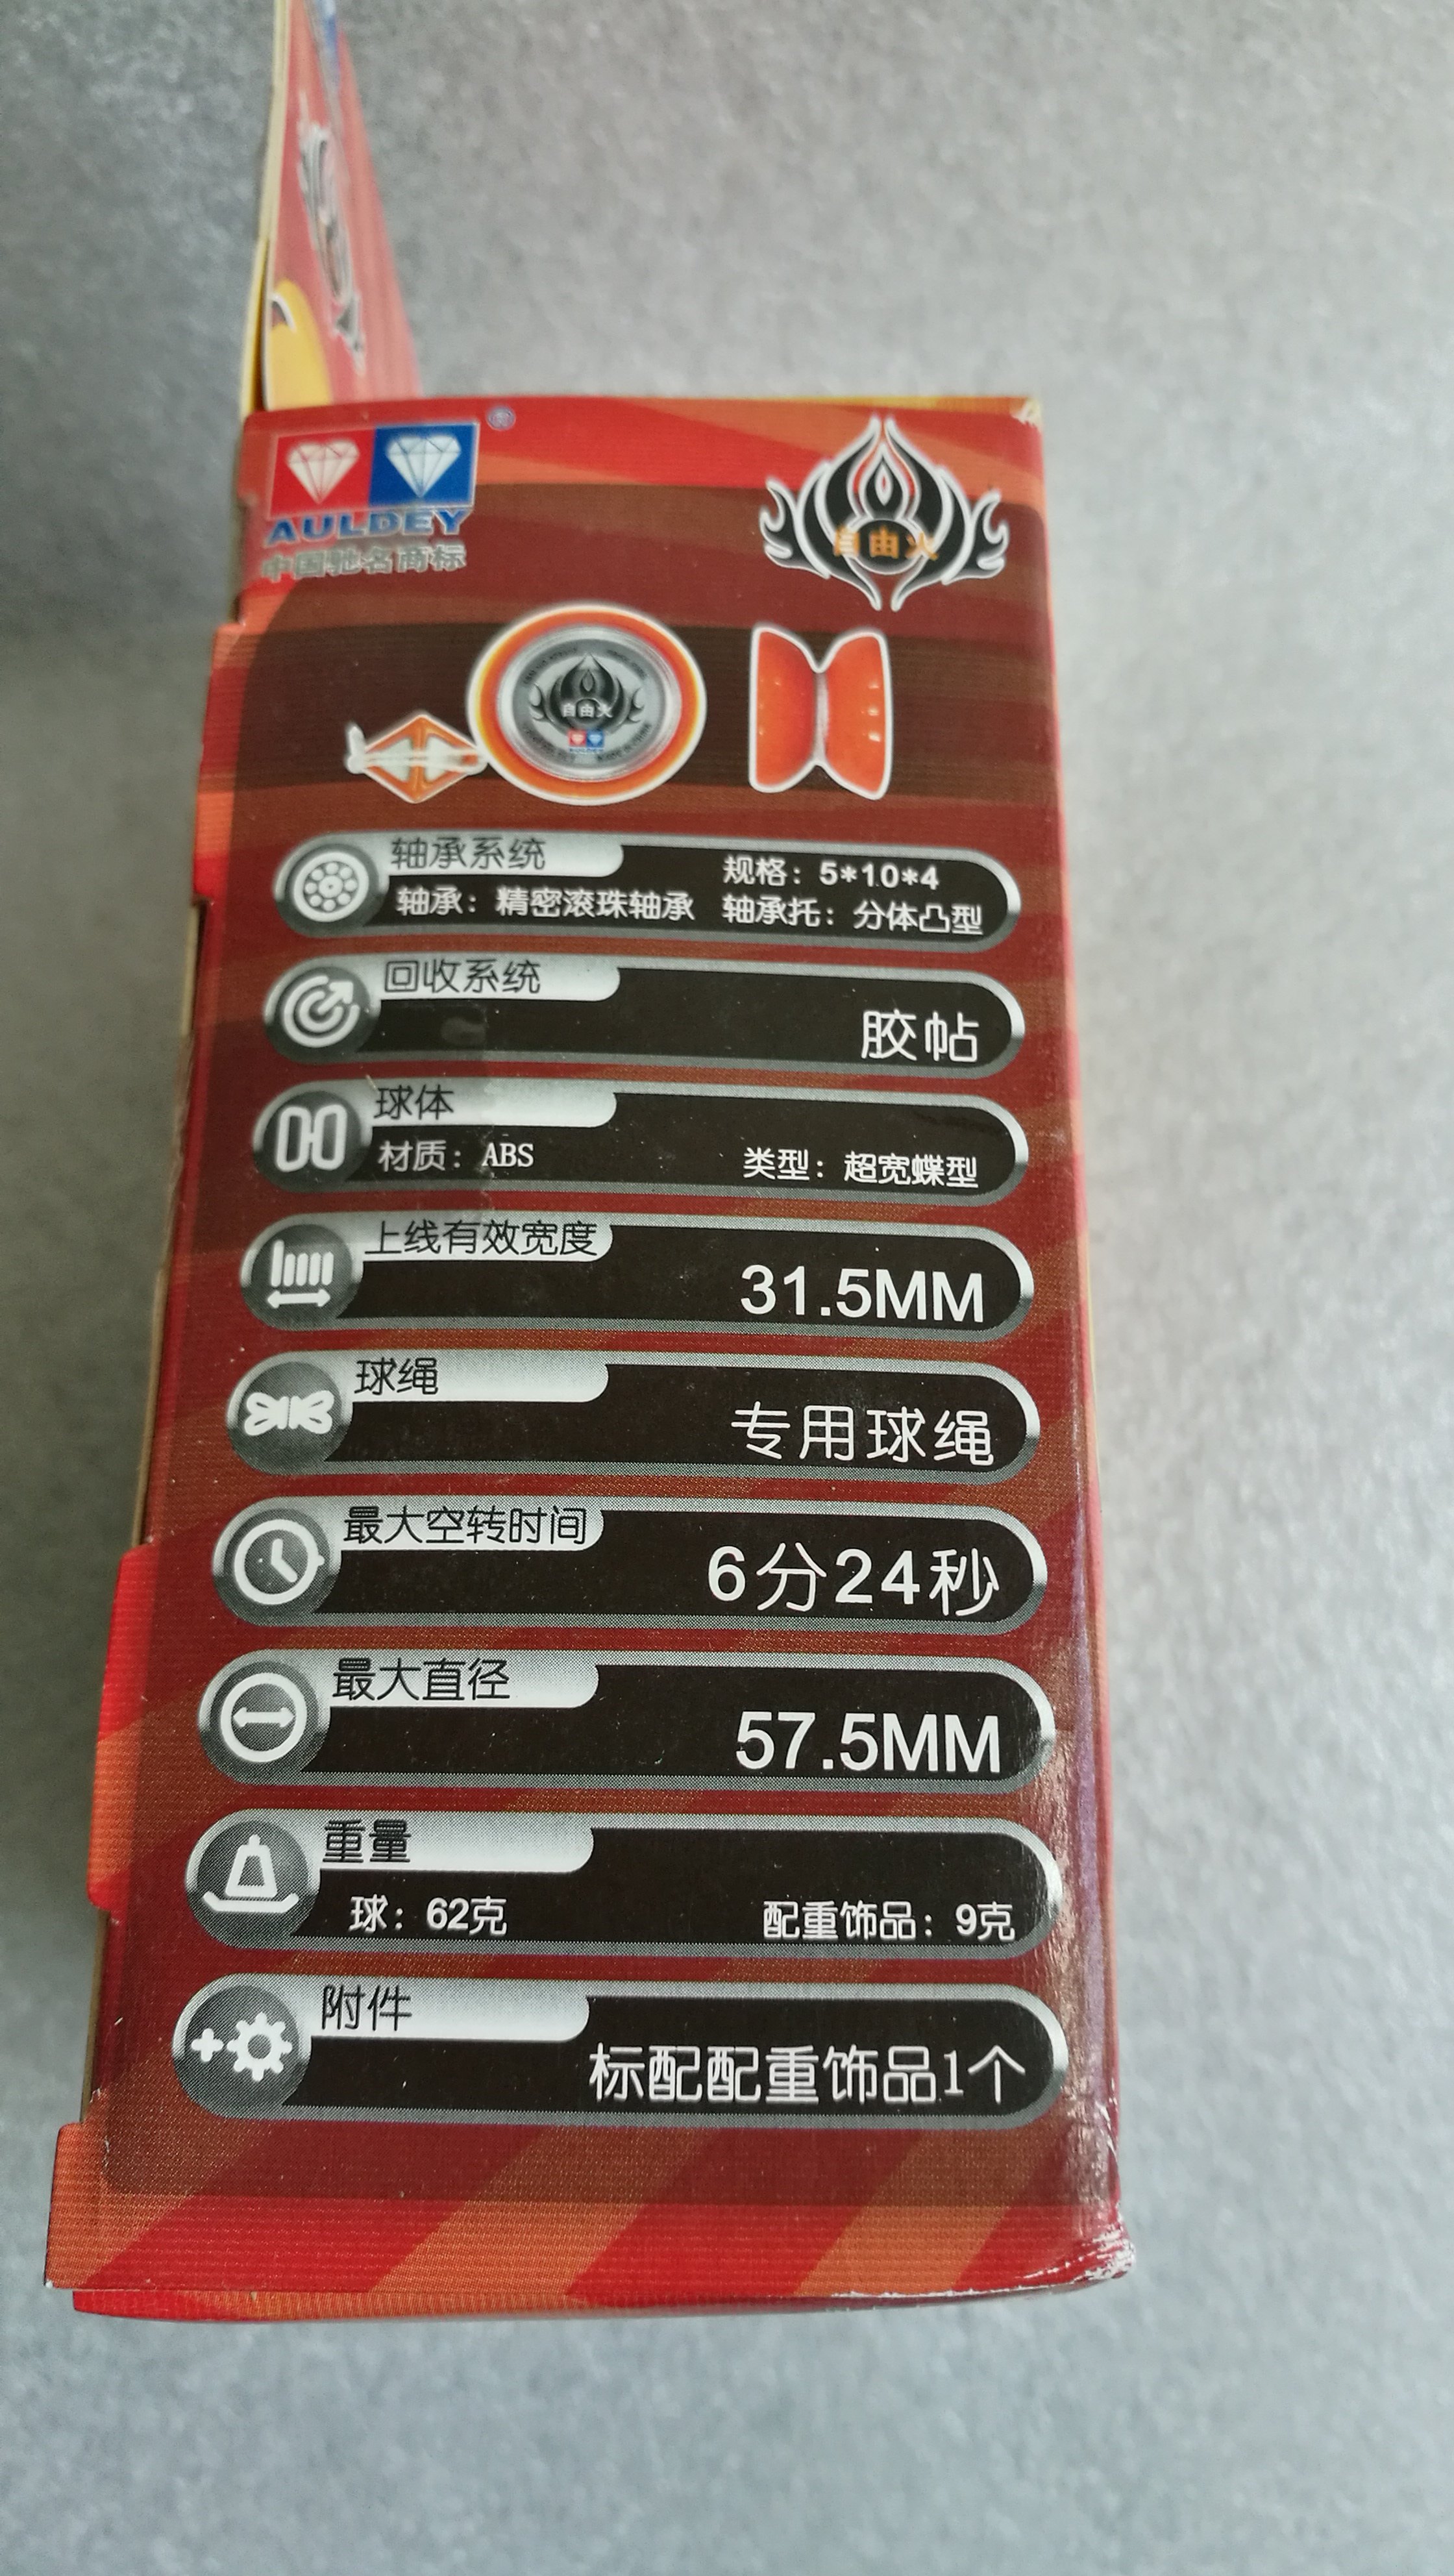 AULDEY
中国驰名商标
自由火
自由火
轴承系统
规格：5*10*4
轴承：精密滚珠轴承 轴承托：分体凸型
回收系统
胶帖
球体
材质：ABS 类型：超宽蝶型
上线有效宽度
31.5MM
球绳
专用球绳
最大空转时间
6分24秒
最大直径
57.5MM
重量
球：62克 配重饰品：9克
附件
标配配重饰品1个